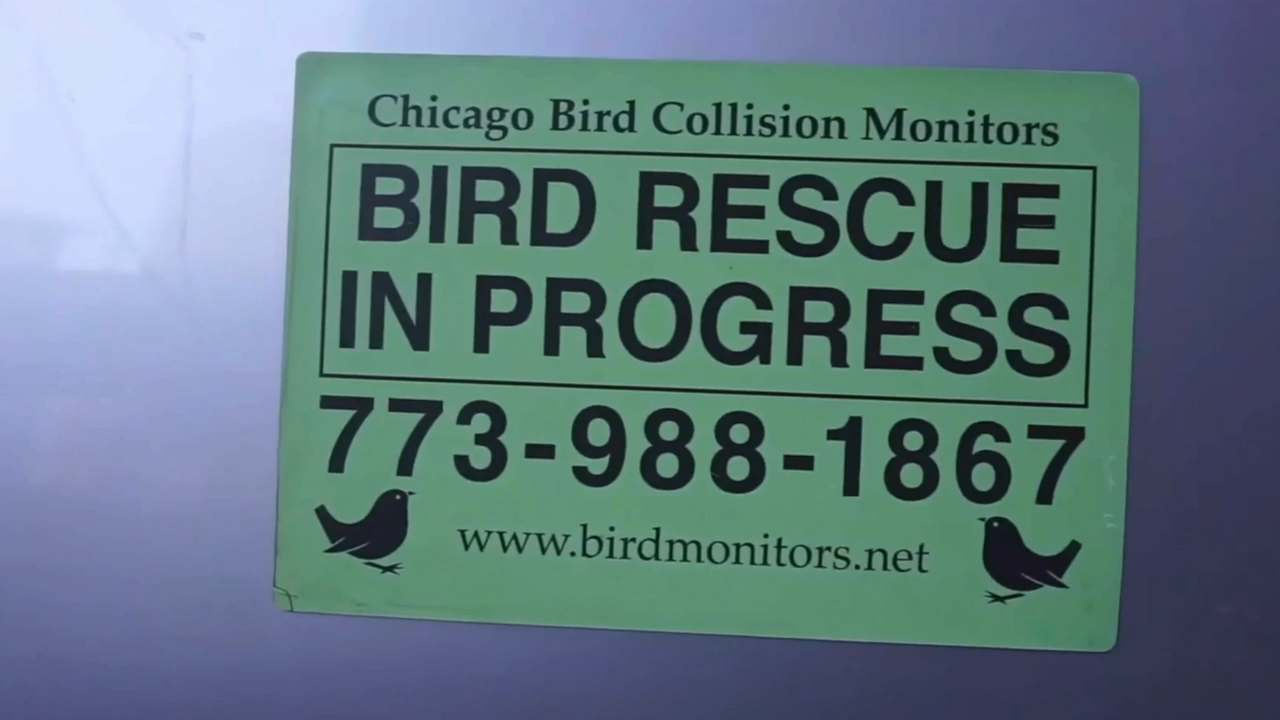 Chicago Bird Collision Monitors
BIRD RESCUE
IN PROGRESS
773-988-1867
www.birdmonitors.net